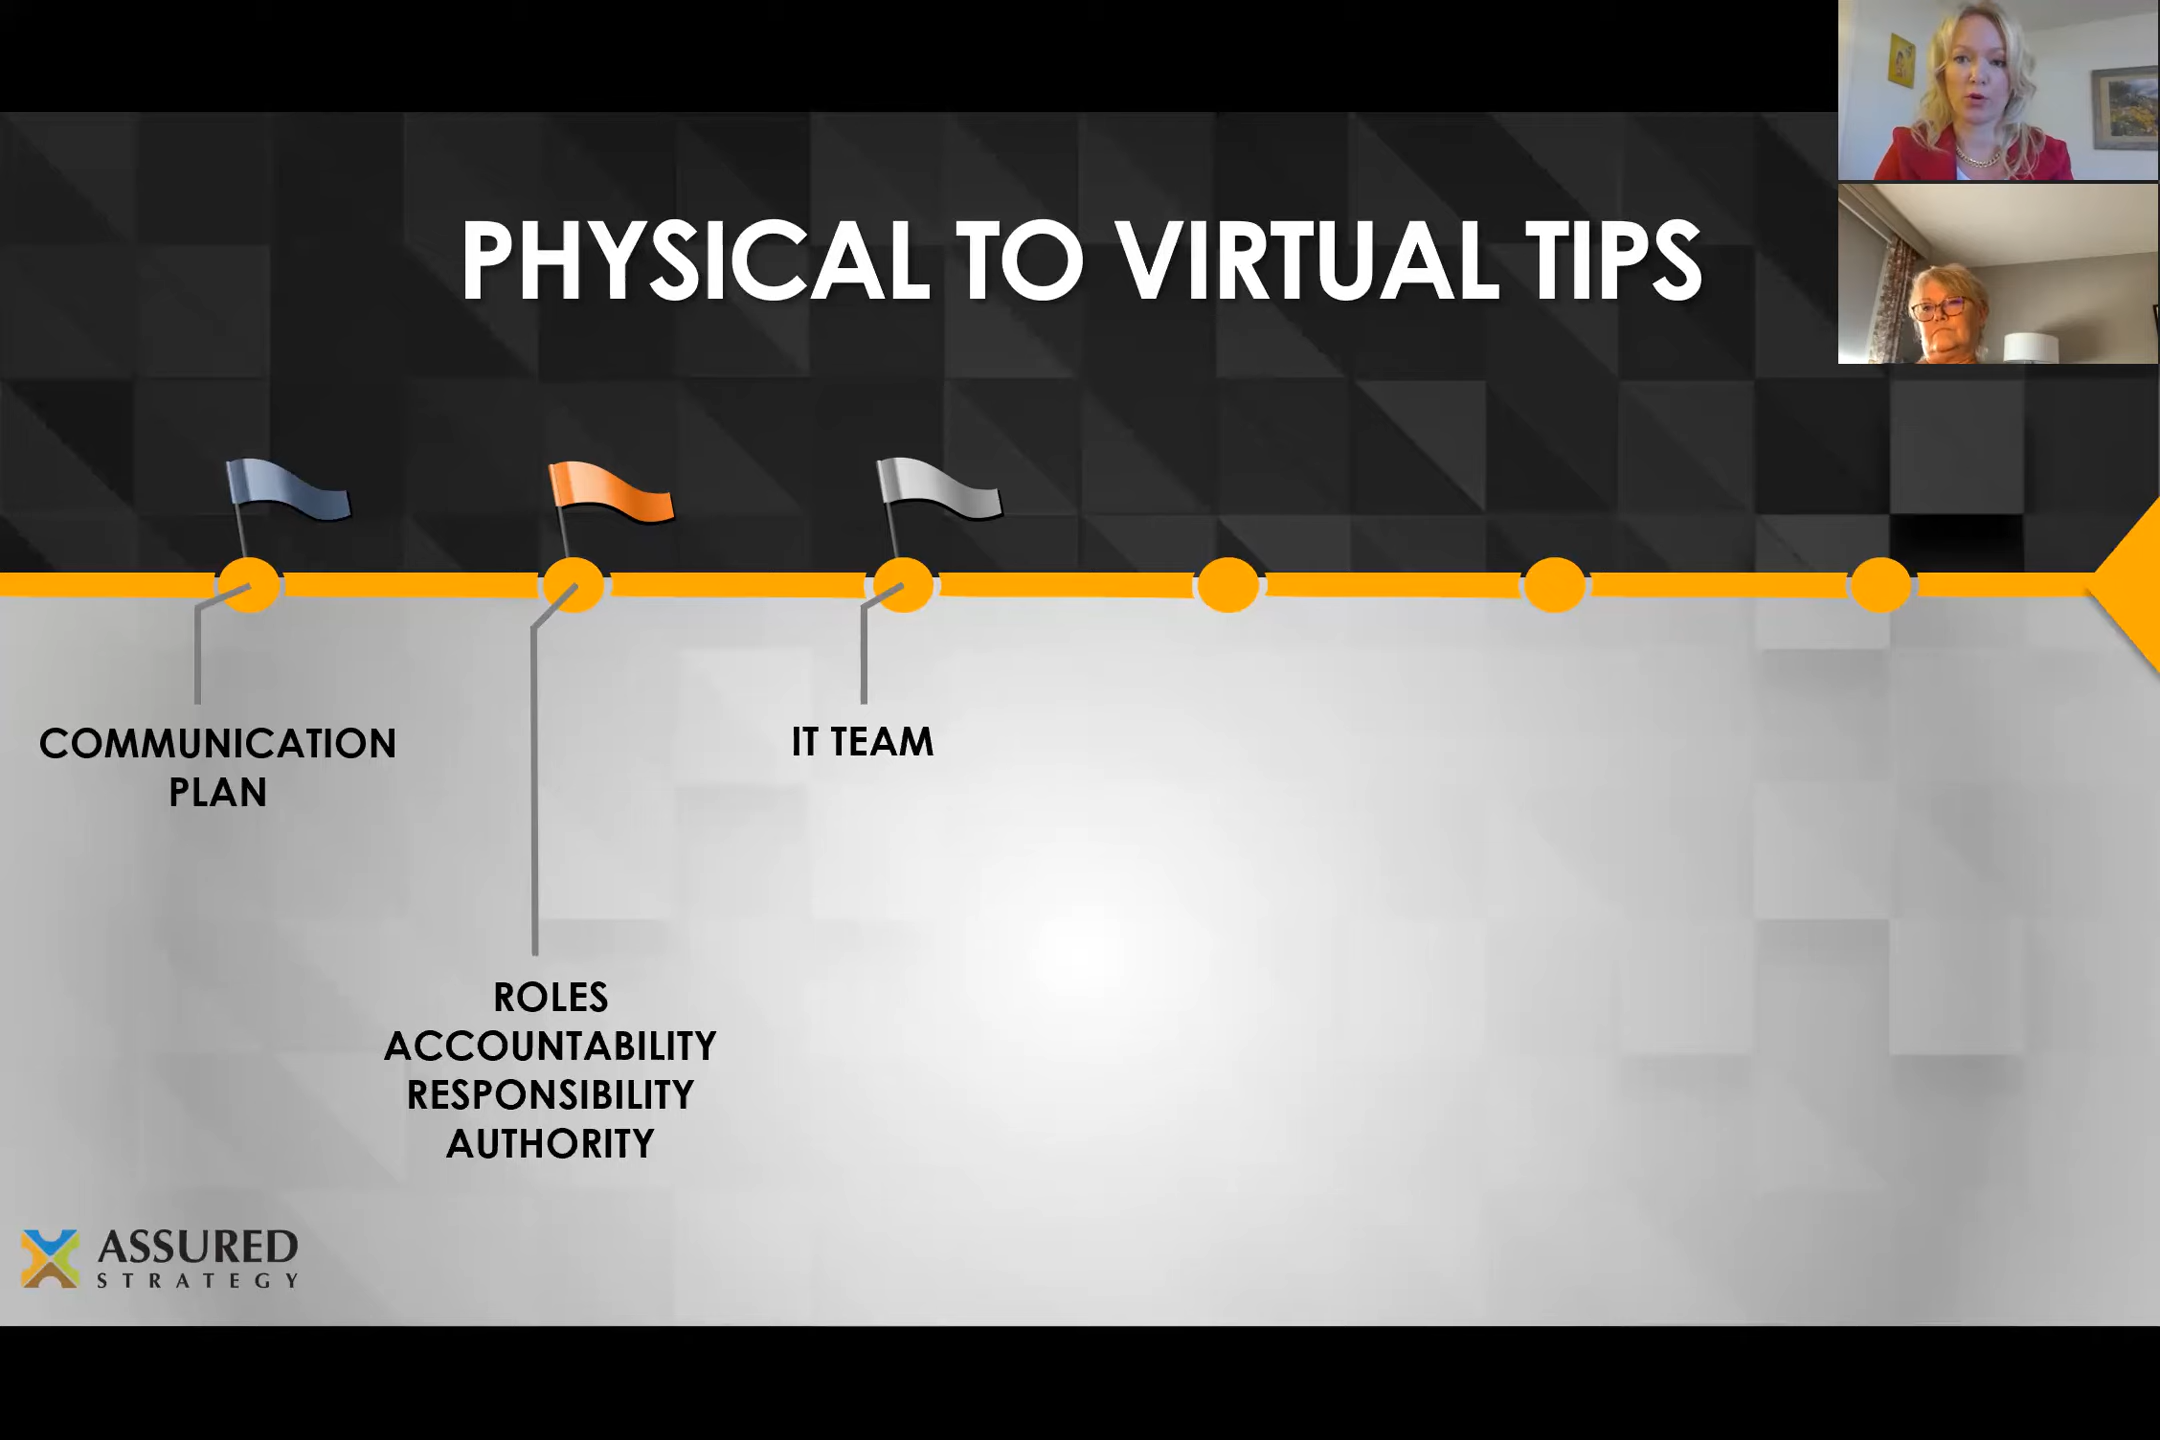 PHYSICAL TO VIRTUAL TIPS
COMMUNICATION
PLAN
ROLES
ACCOUNTABILITY
RESPONSIBILITY
AUTHORITY
IT TEAM
ASSURED
STRATEGY